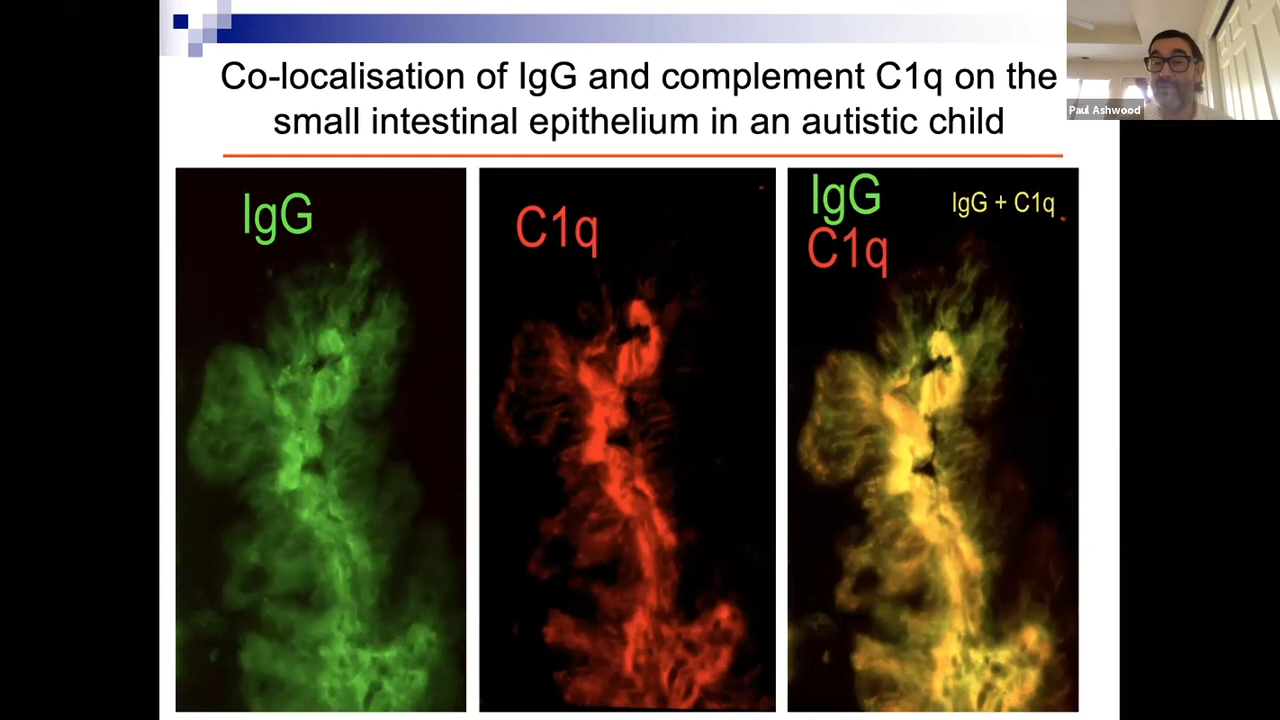 Co-localisation of IgG and complement C1q on the
small intestinal epithelium in an autistic child
Paul Ashwood
IgG
C1q
IgG
C1q
IgG + C1q